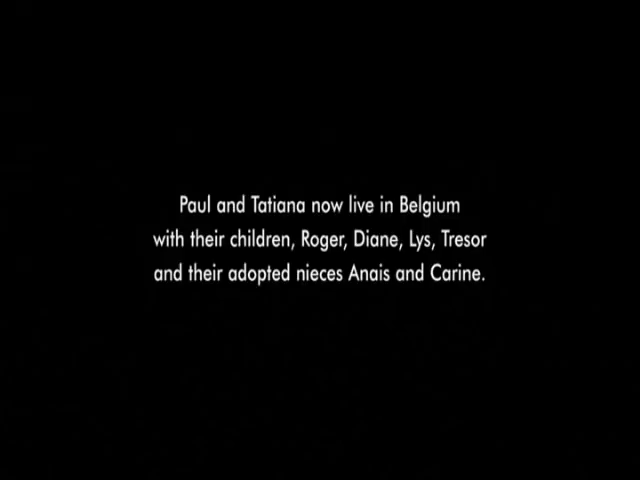 Paul and Tatiana now live in Belgium
with their children, Roger, Diane, Lys, Tresor
and their adopted nieces Anais and Carine.